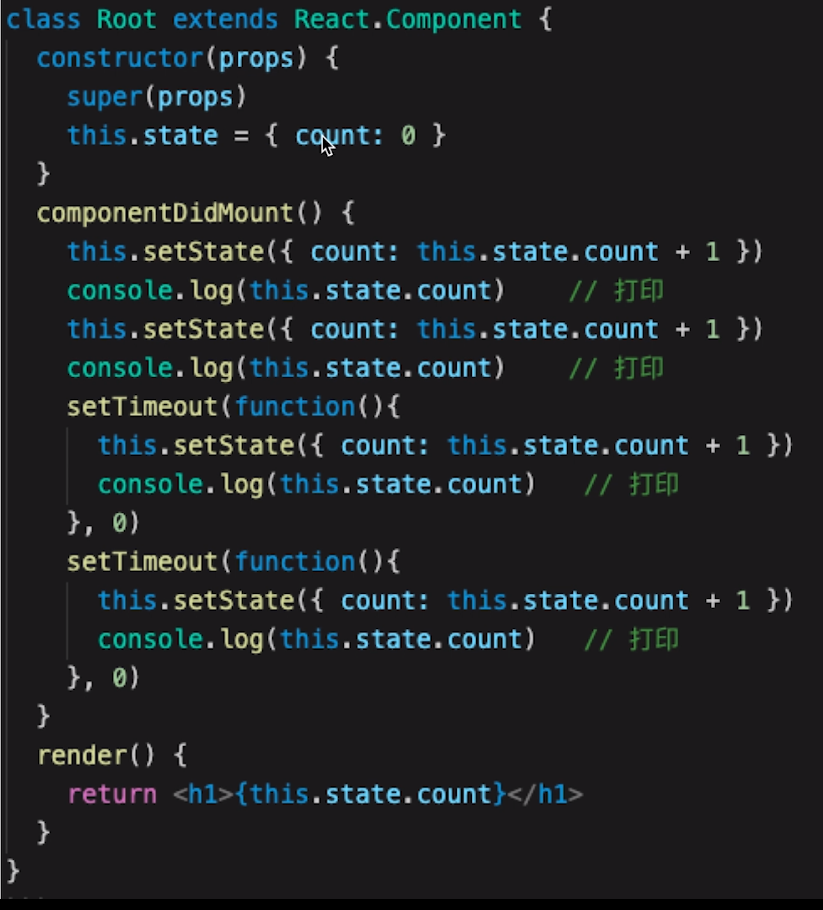 class Root extends React.Component {
constructor(props) {
super(props)
this.state = { count: 0 }
}
componentDidMount() {
this.setState({ count: this.state.count + 1 })
console.log(this.state.count) // 打印
this.setState({ count: this.state.count + 1 })
console.log(this.state.count) // 打印
setTimeout(function(){
this.setState({ count: this.state.count + 1 })
console.log(this.state.count) // 打印
}, 0)
setTimeout(function(){
this.setState({ count: this.state.count + 1 })
console.log(this.state.count) // 打印
}, 0)
}
render() {
return <h1>{this.state.count}</h1>
}
}